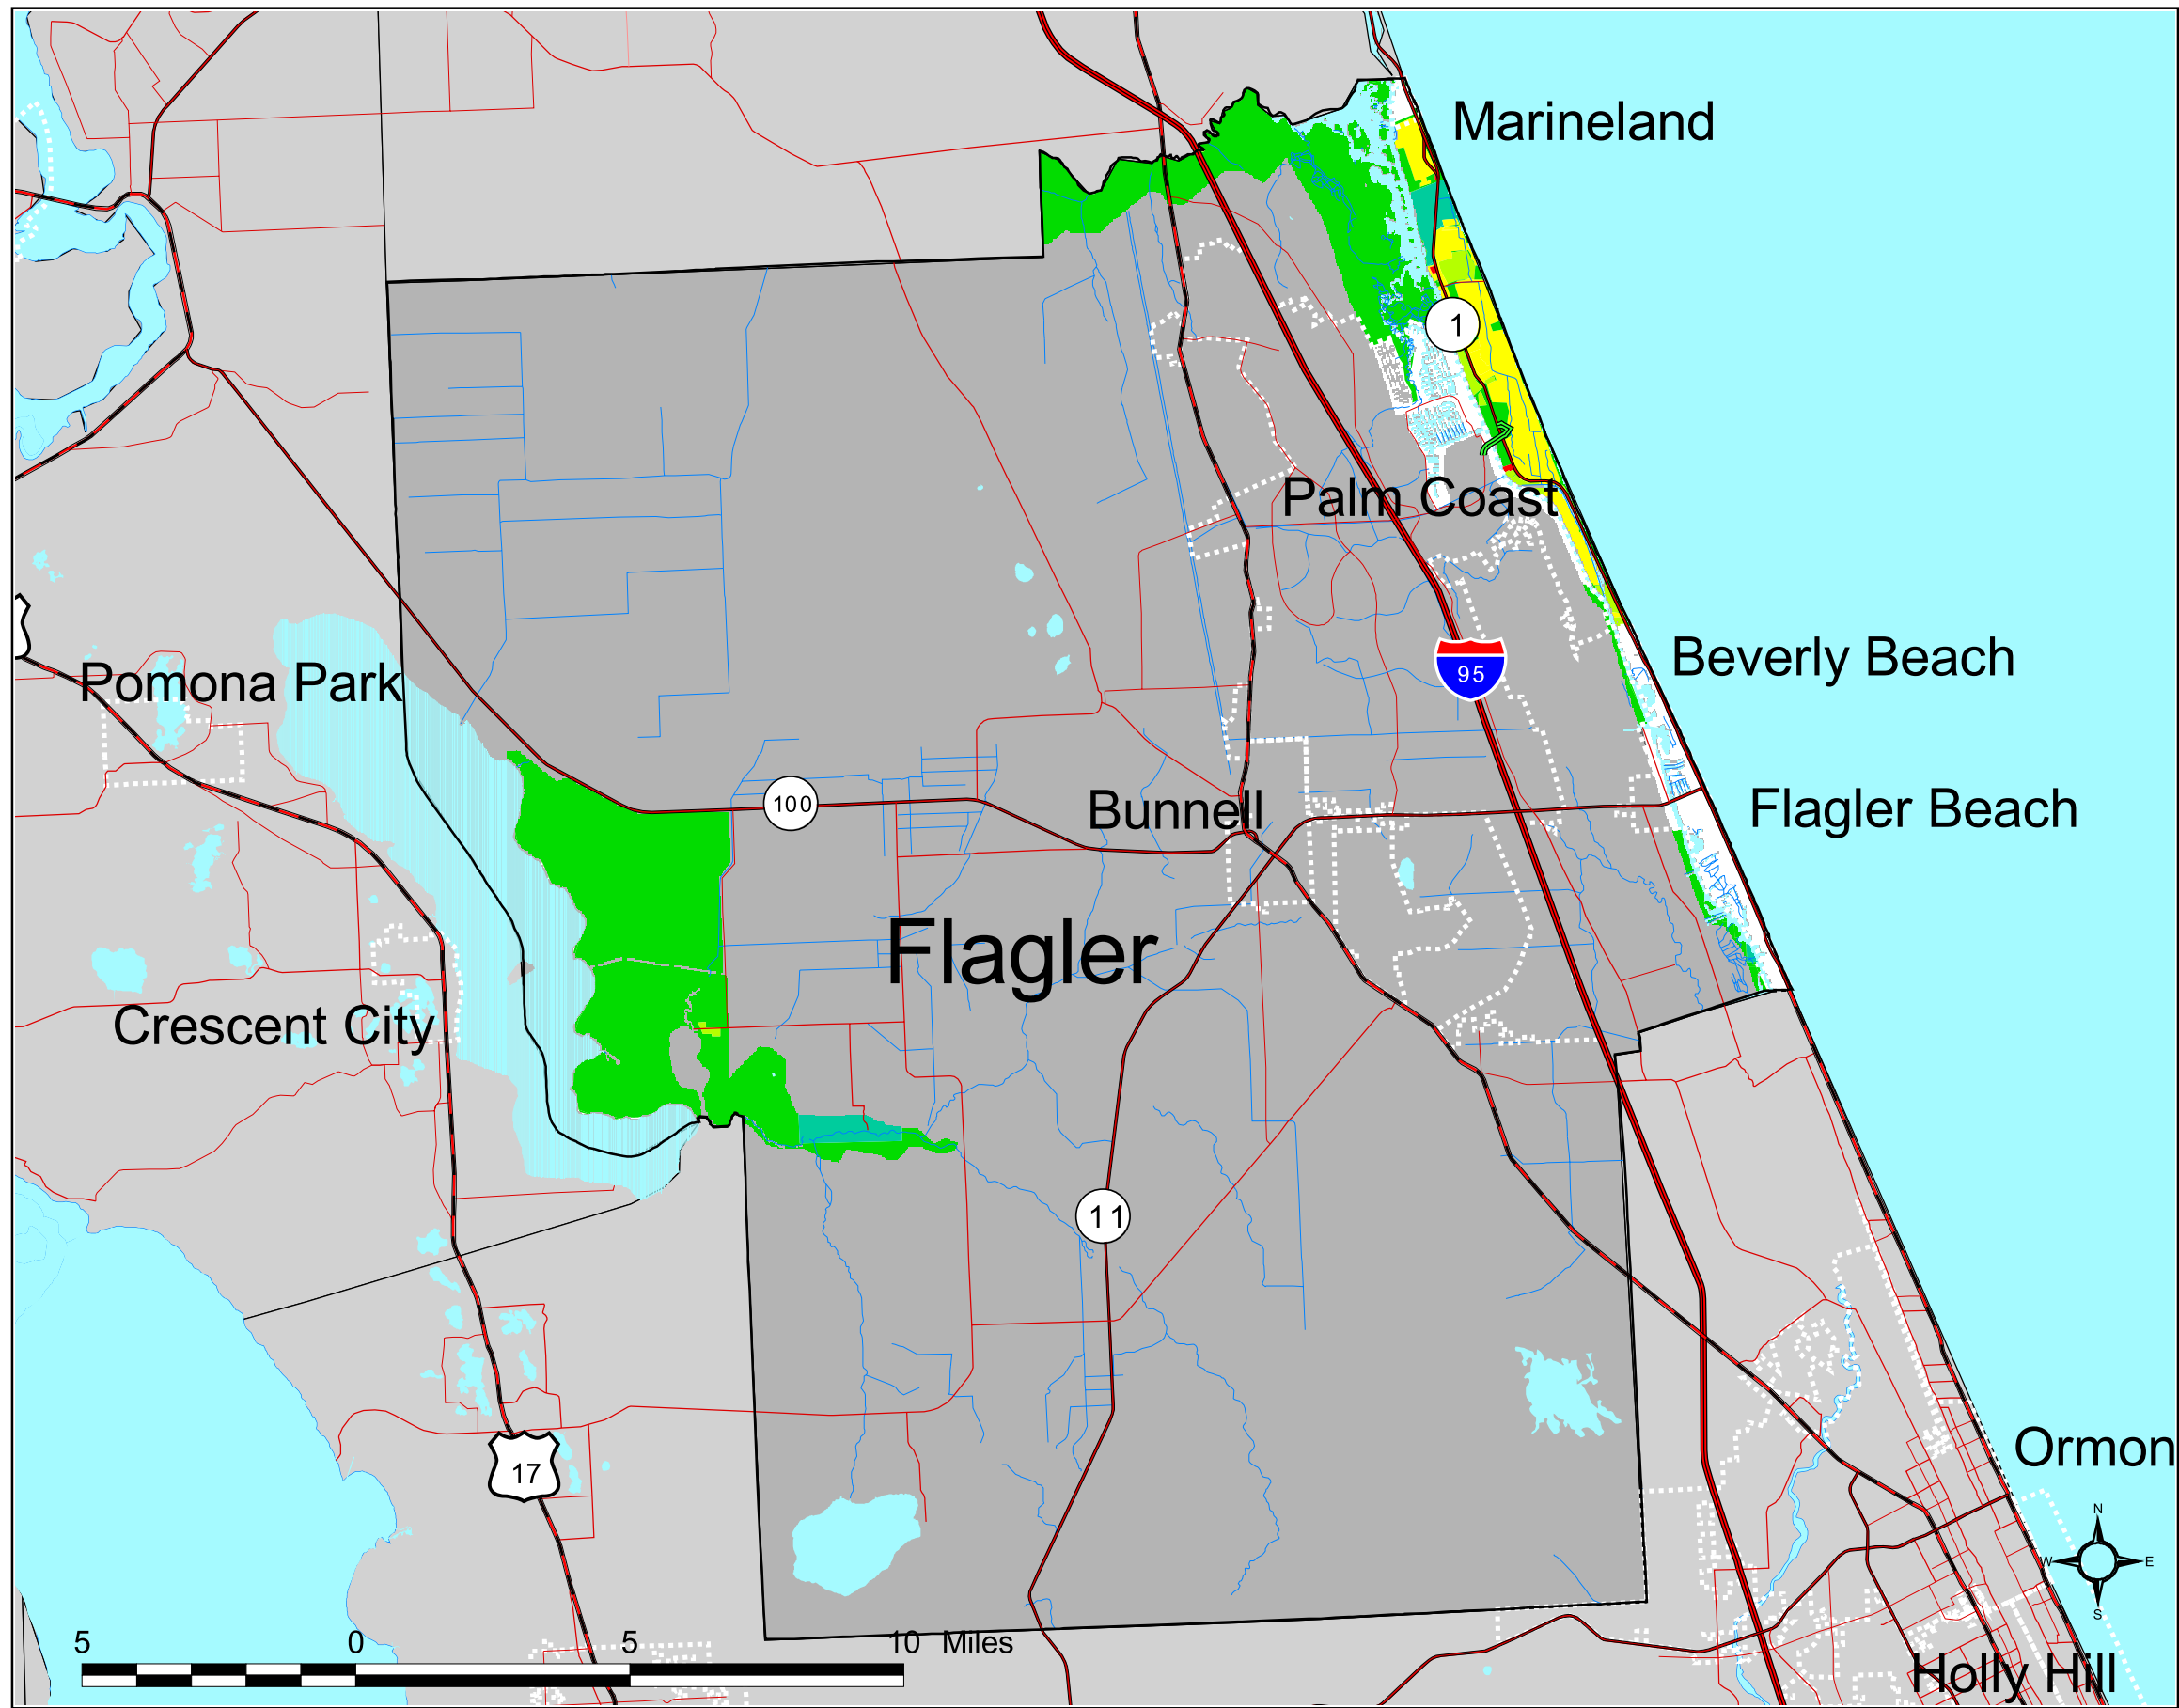 Marineland
1
Palm Coast
Beverly Beach
95
Pomona Park
100
Bunnell
Flagler Beach
Flagler
Crescent City
11
17
Ormon
N
W E
S
5 0 5 10 Miles
Holly Hill